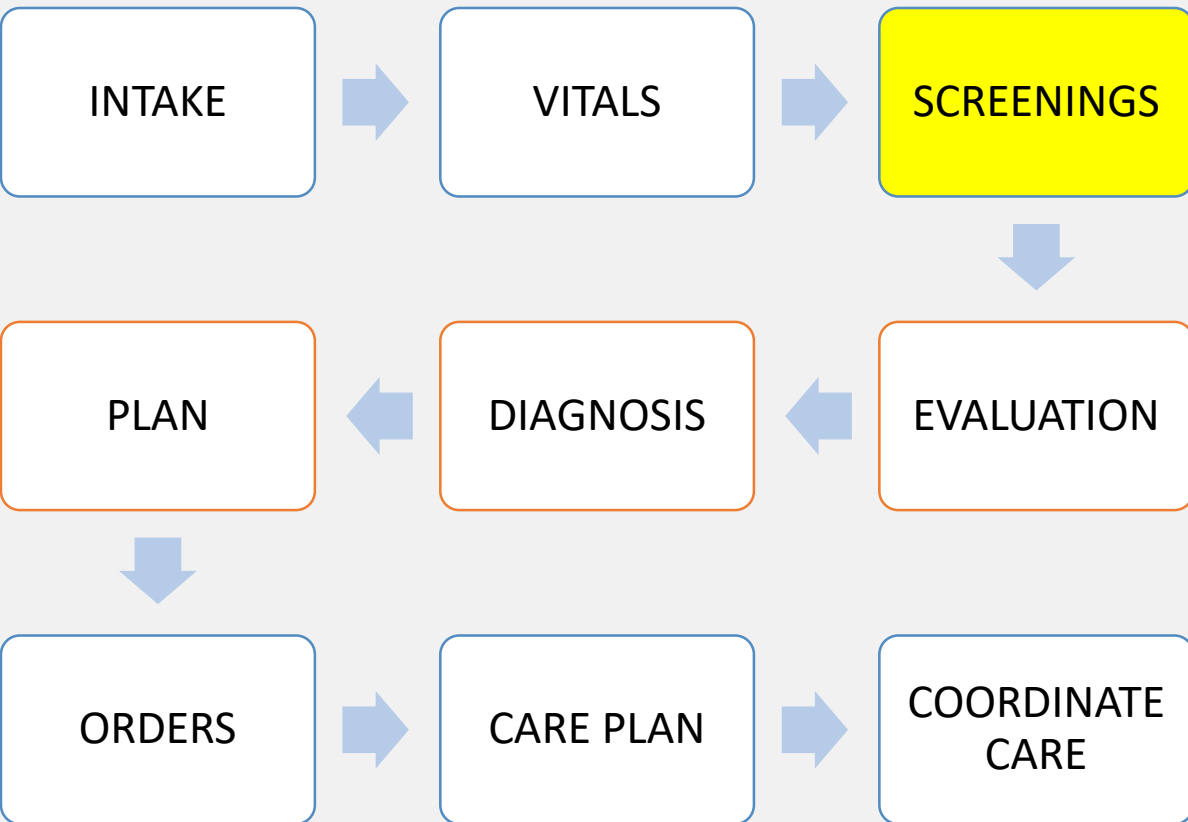 INTAKE
VITALS
SCREENINGS
PLAN
DIAGNOSIS
EVALUATION
ORDERS
CARE PLAN
COORDINATE
CARE